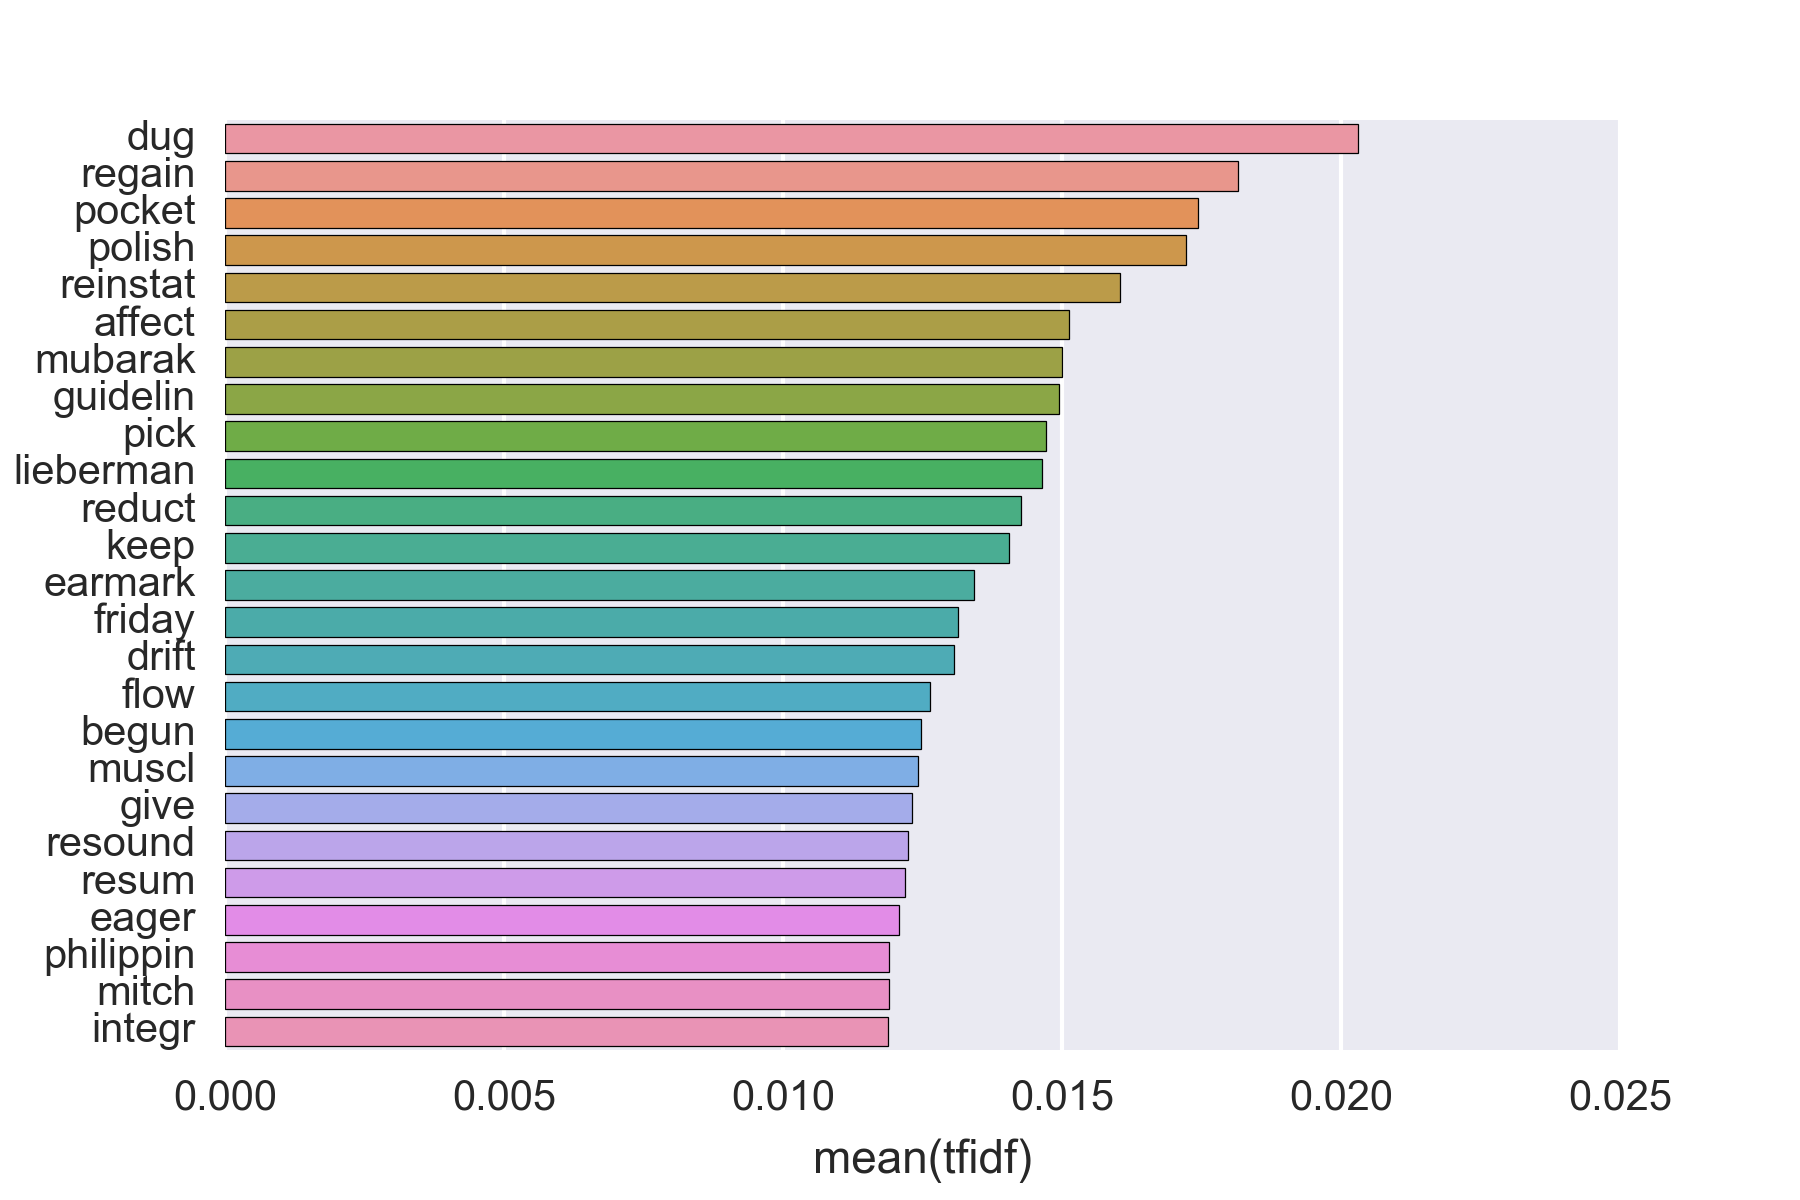 dug
regain
pocket
polish
reinstat
affect
mubarak
guidelin
pick
lieberman
reduct
keep
earmark
friday
drift
flow
begun
muscl
give
resound
resum
eager
philippin
mitch
integr
0.000 0.005 0.010 0.015 0.020 0.025
mean(tfidf)